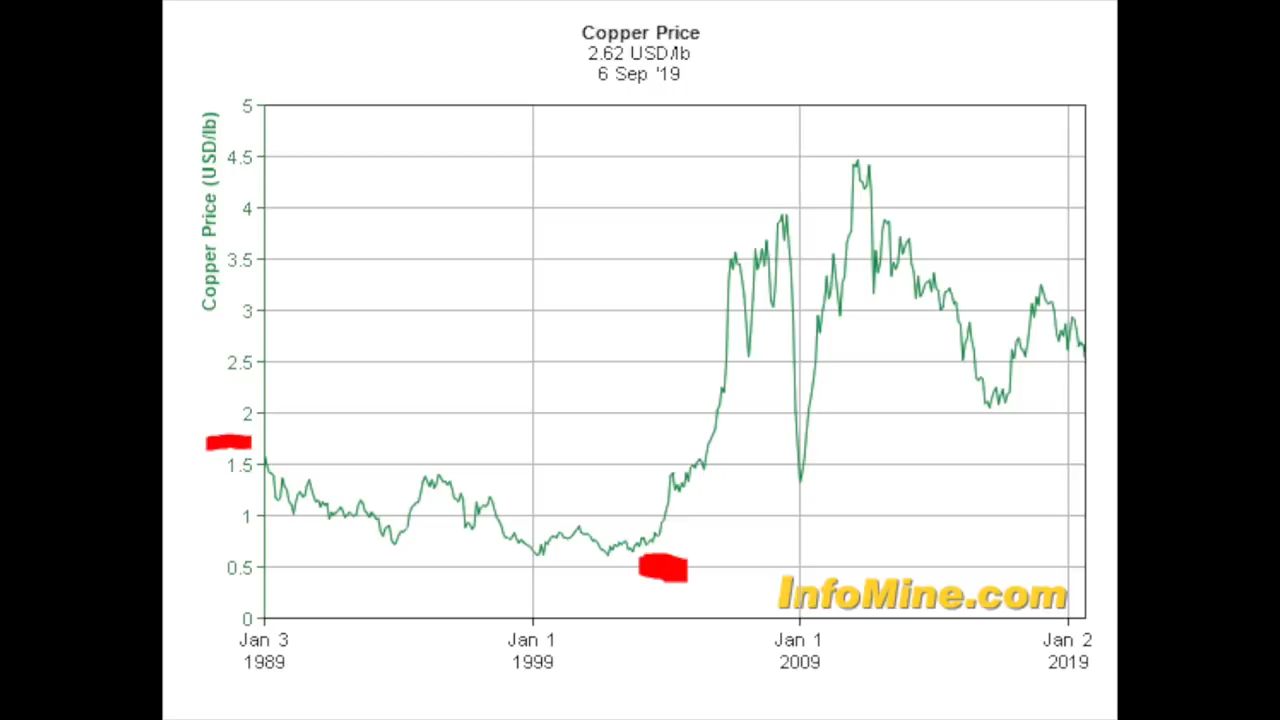 Copper Price
2.62 USD/lb
6 Sep '19
Copper Price (USD/lb)
5
4.5
4
3.5
3
2.5
2
1.5
1
0.5
0
Jan 3
1989
Jan 1
1999
Jan 1
2009
Jan 2
2019
InfoMine.com